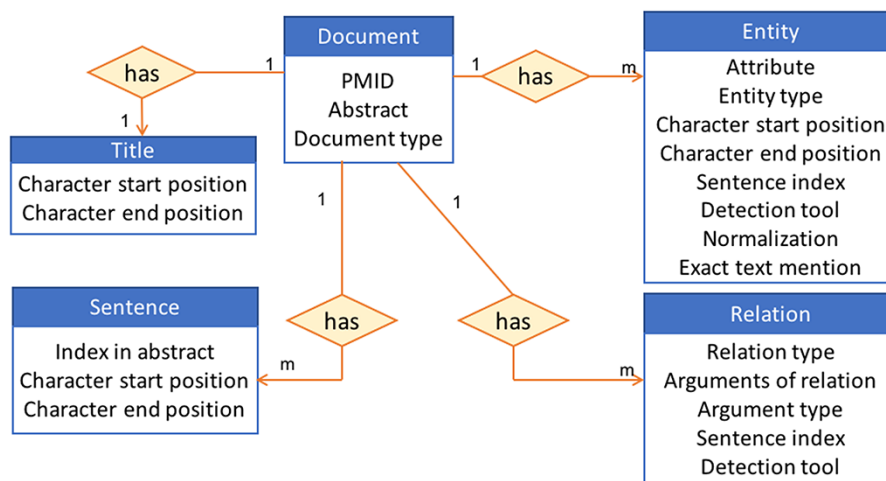 Document
PMID
Abstract
Document type
has
1
1
Title
Character start position
Character end position
1
has
m
Entity
Attribute
Entity type
Character start position
Character end position
Sentence index
Detection tool
Normalization
Exact text mention
1
has
m
Sentence
Index in abstract
Character start position
Character end position
1
has
m
Relation
Relation type
Arguments of relation
Argument type
Sentence index
Detection tool